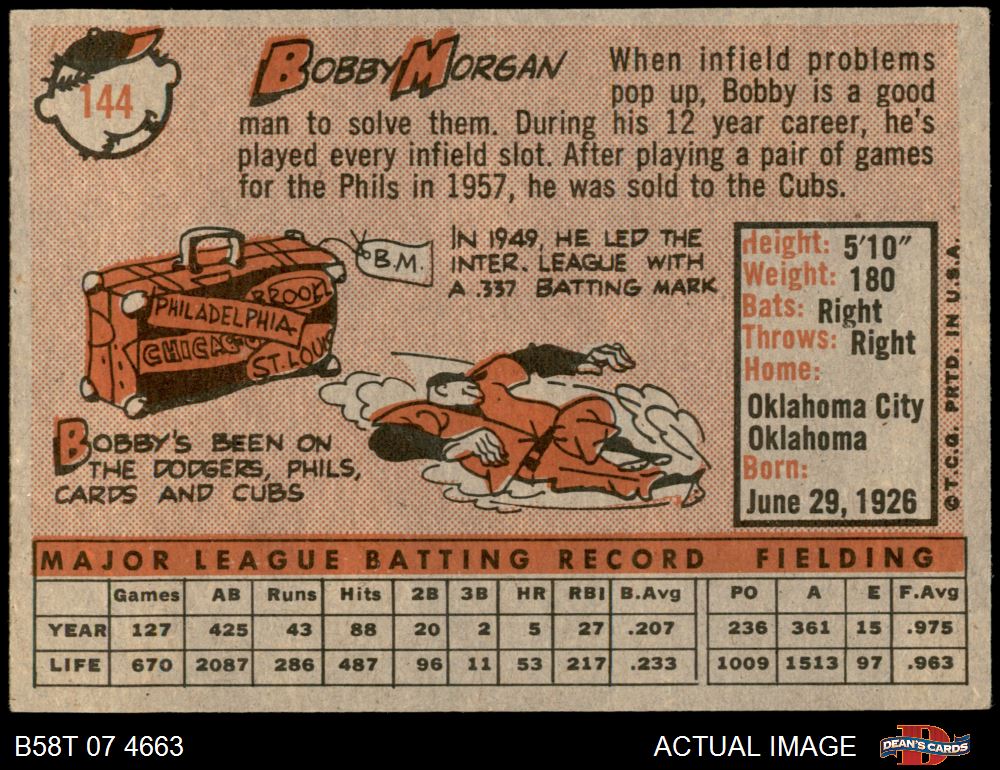 144
BOBBY MORGAN
When infield problems
pop up, Bobby is a good
man to solve them. During his 12 year career, he's
played every infield slot. After playing a pair of games
for the Phils in 1957, he was sold to the Cubs.
BROOKL
PHILADELPHIA
CHICAGO
ST. LOUIS
B.M.
IN 1949, HE LED THE
INTER. LEAGUE WITH
A .337 BATTING MARK
BOBBY'S BEEN ON
THE DODGERS, PHILS,
CARDS AND CUBS
Height: 5'10"
Weight: 180
Bats: Right
Throws: Right
Home:
Oklahoma City
Oklahoma
Born:
June 29, 1926
© T.C.G. PRTD. IN U.S.A.
MAJOR LEAGUE BATTING RECORD FIELDING
Games AB Runs Hits 2B 3B HR RBI B.Avg PO A E F.Avg
YEAR 127 425 43 88 20 2 5 27 .207 236 361 15 .975
LIFE 670 2087 286 487 96 11 53 217 .233 1009 1513 97 .963
B58T 07 4663
ACTUAL IMAGE
DEAN'S CARDS